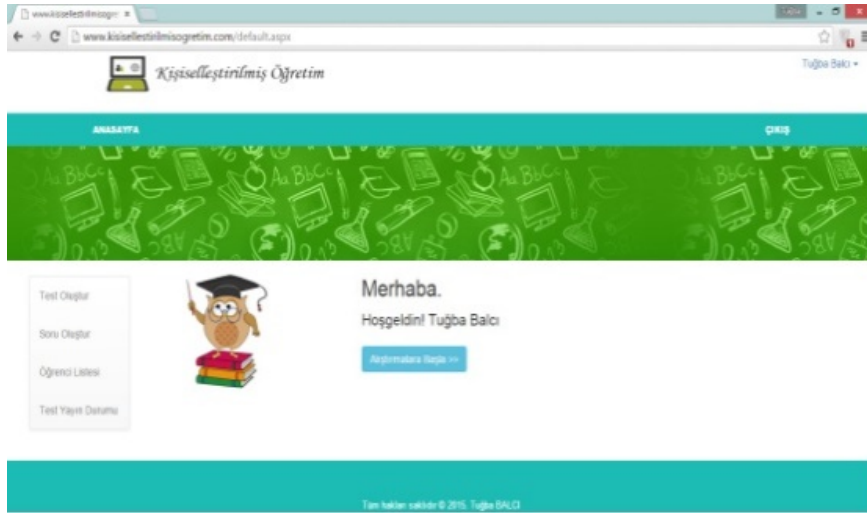 www.kisisellestirilmisogretim.com/default.aspx
Kişiselleştirilmiş Öğretim
Tuğba Balcı
ANASAYFA
ÇIKIŞ
Merhaba.
Hoşgeldin! Tuğba Balcı
Alıştırmalara Başla >>
Test Oluştur
Soru Oluştur
Öğrenci Listesi
Test Yayın Durumu
Tüm hakları saklıdır © 2015, Tuğba BALCI